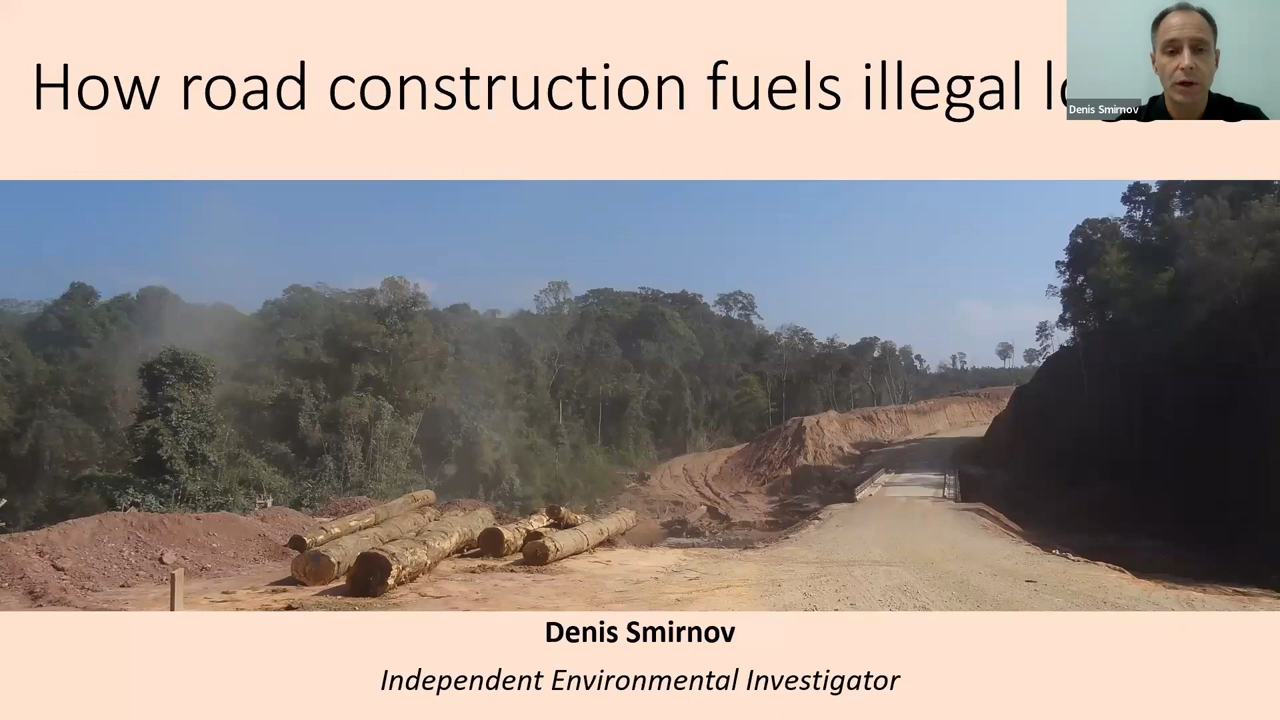 How road construction fuels illegal
Denis Smirnov
Denis Smirnov
Independent Environmental Investigator